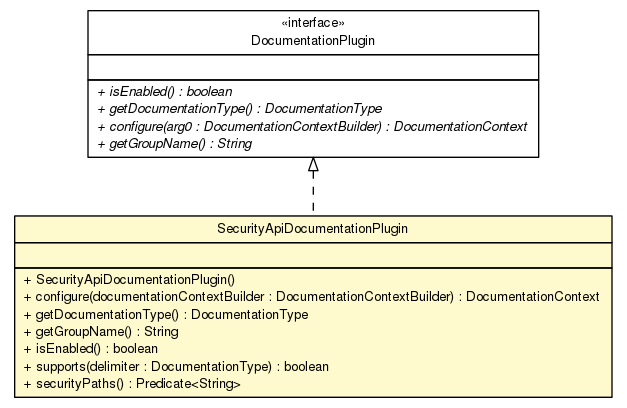 «interface»
DocumentationPlugin
+ isEnabled() : boolean
+ getDocumentationType() : DocumentationType
+ configure(arg0 : DocumentationContextBuilder) : DocumentationContext
+ getGroupName() : String
SecurityApiDocumentationPlugin
+ SecurityApiDocumentationPlugin()
+ configure(documentationContextBuilder : DocumentationContextBuilder) : DocumentationContext
+ getDocumentationType() : DocumentationType
+ getGroupName() : String
+ isEnabled() : boolean
+ supports(delimiter : DocumentationType) : boolean
+ securityPaths() : Predicate<String>